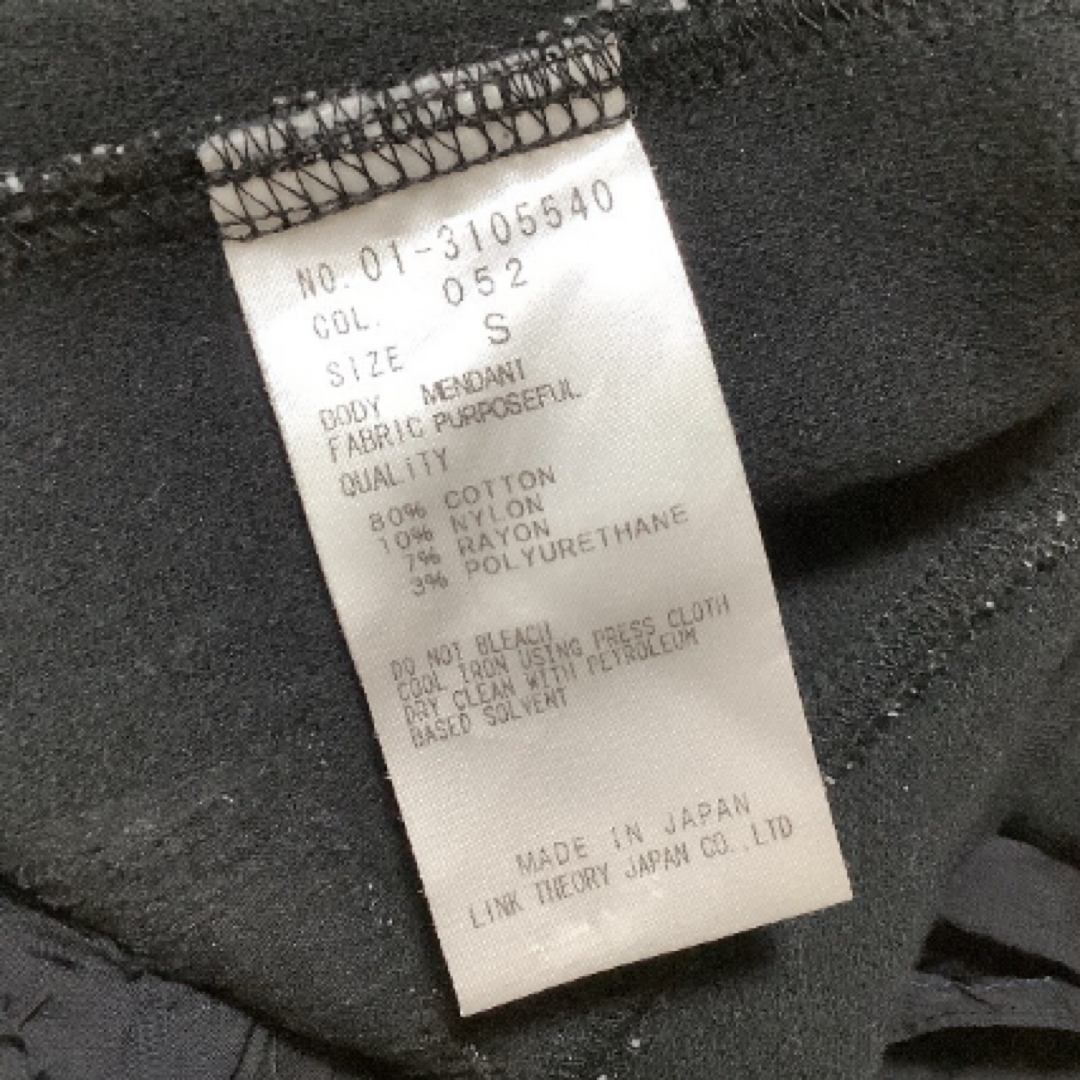 NO. 01-3105540
COL. 052
SIZE S
BODY MENDANT
FABRIC PURPOSEFUL
QUALITY
80% COTTON
10% NYLON
7% RAYON
3% POLYURETHANE
DO NOT BLEACH
COOL IRON USING PRESS CLOTH
DRY CLEAN WITH PETROLEUM
BASED SOLVENT
MADE IN JAPAN
LINK THEORY JAPAN CO.,LTD